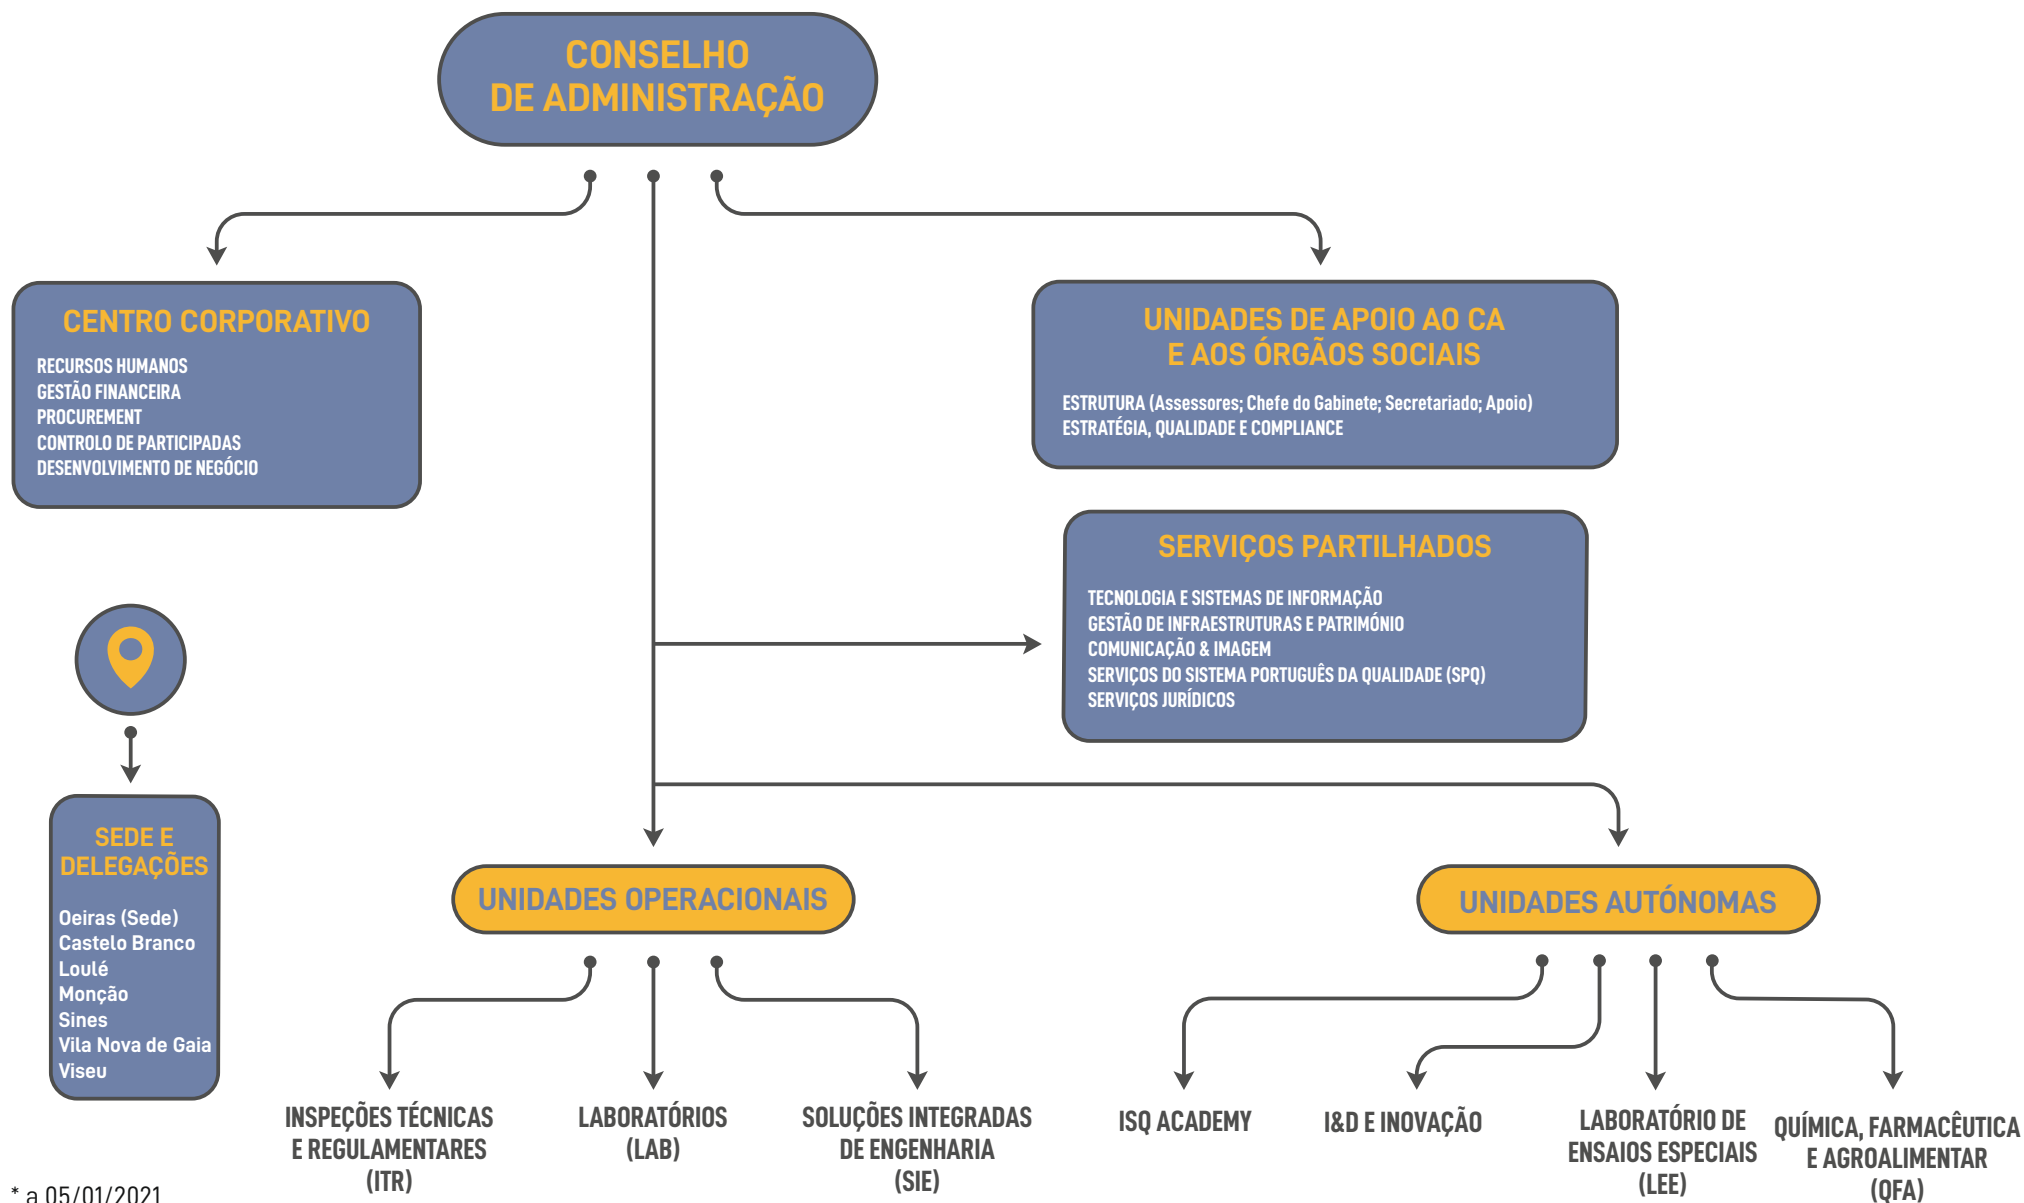 CONSELHO
DE ADMINISTRAÇÃO
CENTRO CORPORATIVO
RECURSOS HUMANOS
GESTÃO FINANCEIRA
PROCUREMENT
CONTROLO DE PARTICIPADAS
DESENVOLVIMENTO DE NEGÓCIO
UNIDADES DE APOIO AO CA
E AOS ÓRGÃOS SOCIAIS
ESTRUTURA (Assessores; Chefe do Gabinete; Secretariado; Apoio)
ESTRATÉGIA, QUALIDADE E COMPLIANCE
SERVIÇOS PARTILHADOS
TECNOLOGIA E SISTEMAS DE INFORMAÇÃO
GESTÃO DE INFRAESTRUTURAS E PATRIMÓNIO
COMUNICAÇÃO & IMAGEM
SERVIÇOS DO SISTEMA PORTUGUÊS DA QUALIDADE (SPQ)
SERVIÇOS JURÍDICOS
SEDE E
DELEGAÇÕES
Oeiras (Sede)
Castelo Branco
Loulé
Monção
Sines
Vila Nova de Gaia
Viseu
UNIDADES OPERACIONAIS
UNIDADES AUTÓNOMAS
INSPEÇÕES TÉCNICAS
E REGULAMENTARES
(ITR)
LABORATÓRIOS
(LAB)
SOLUÇÕES INTEGRADAS
DE ENGENHARIA
(SIE)
ISQ ACADEMY
I&D E INOVAÇÃO
LABORATÓRIO DE
ENSAIOS ESPECIAIS
(LEE)
QUÍMICA, FARMACÊUTICA
E AGROALIMENTAR
(QFA)
* a 05/01/2021